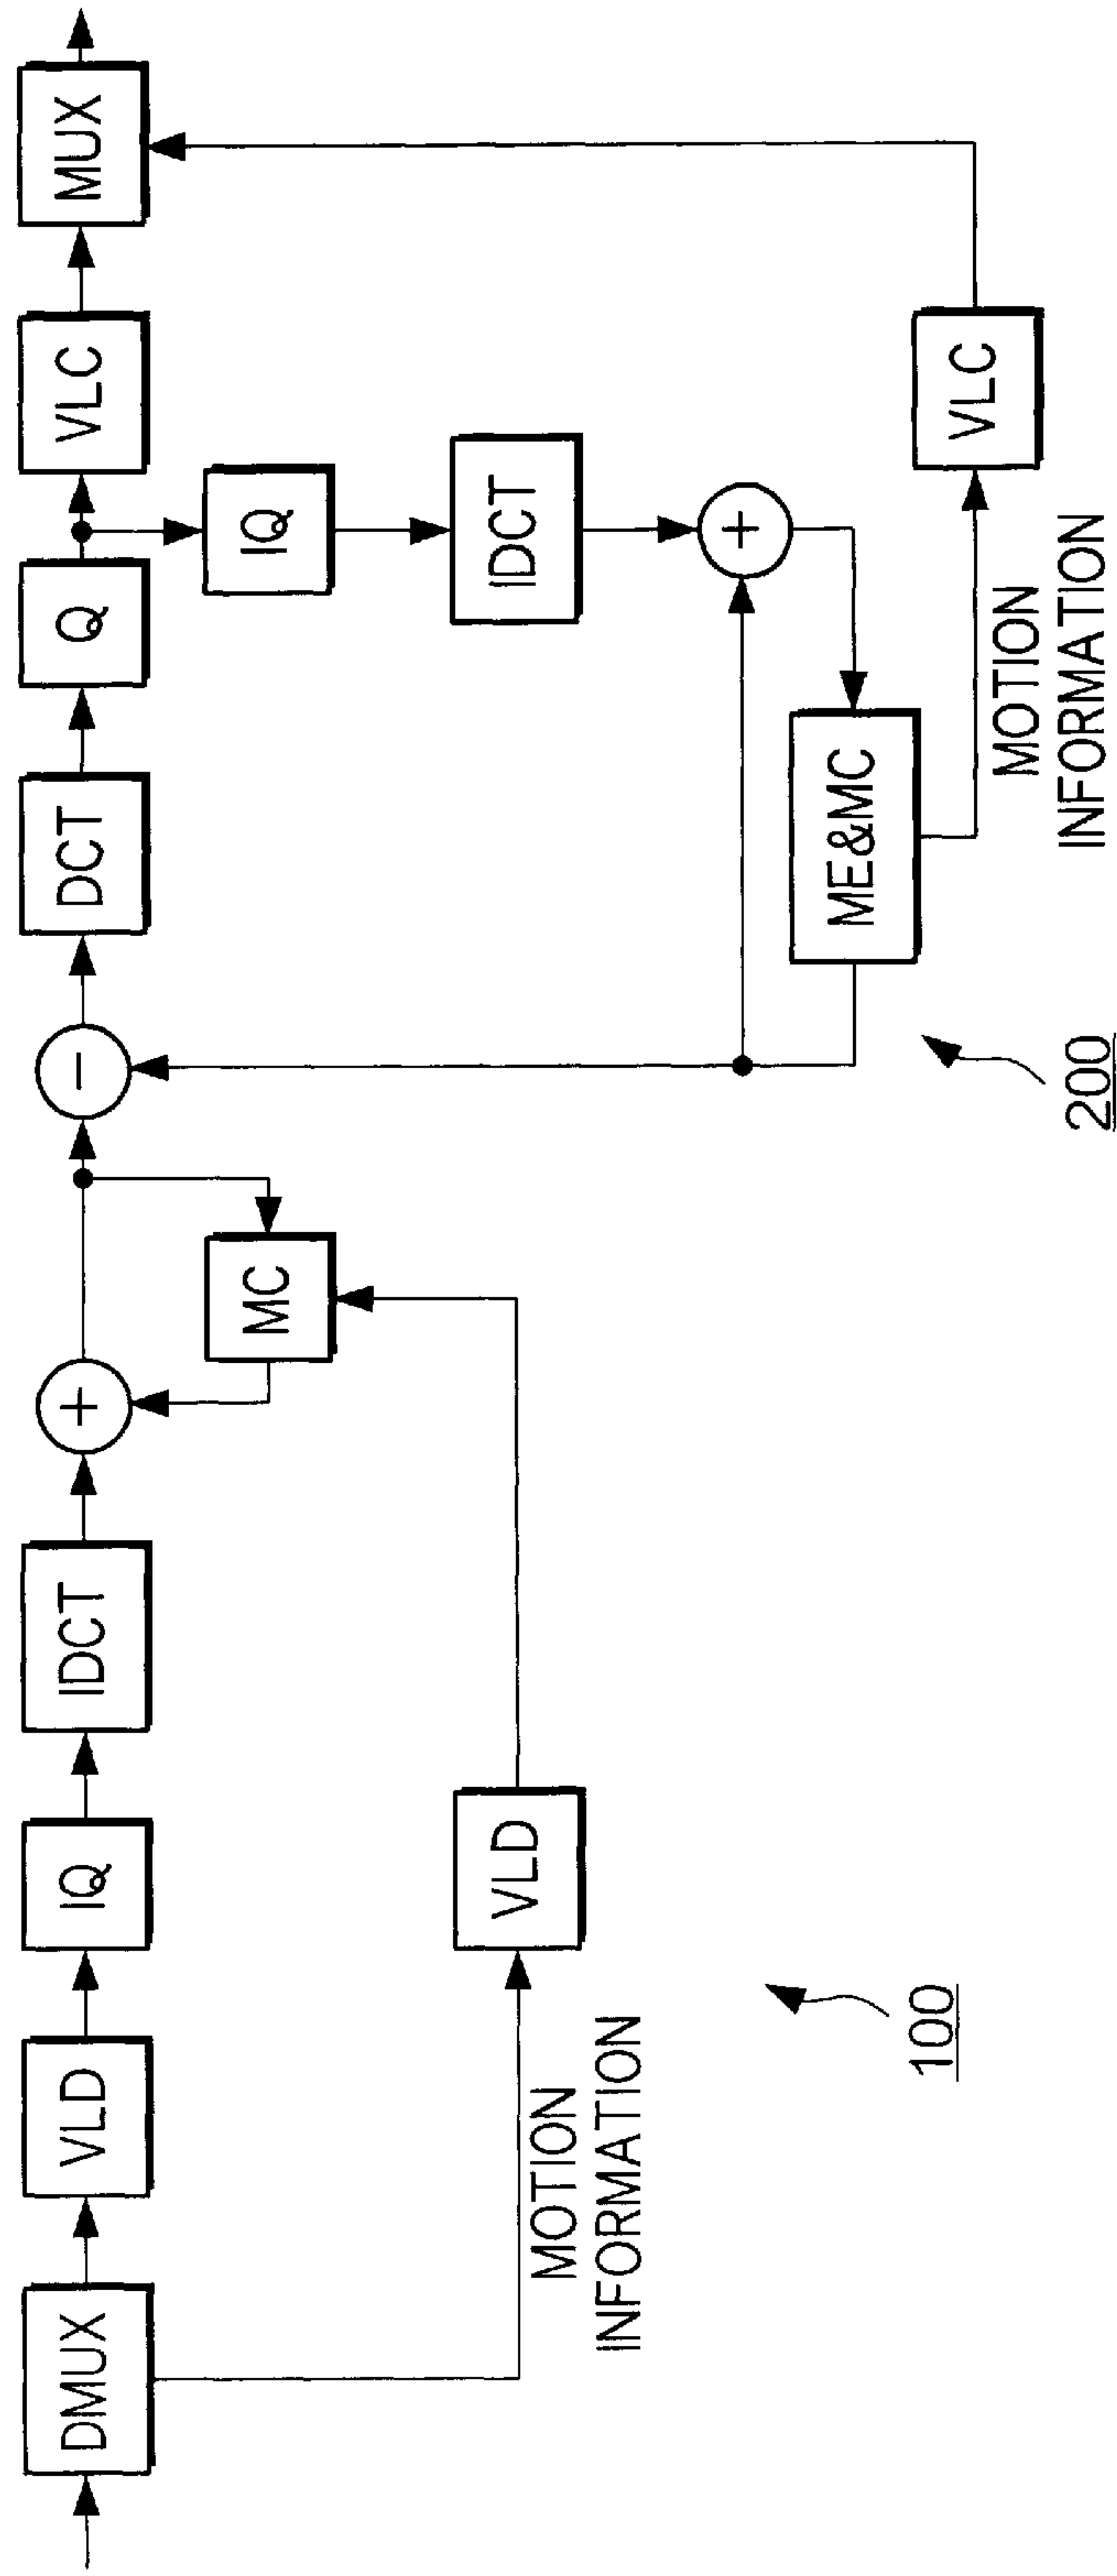 DMUX
VLD
IQ
IDCT
+
−
DCT
Q
VLC
MUX
MC
IQ
VLD
IDCT
MOTION
INFORMATION
+
ME&MC
VLC
MOTION
INFORMATION
100
200